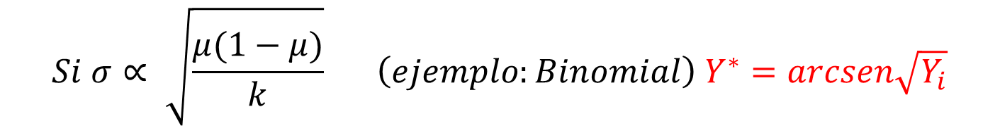 Si σ ∝ √(μ(1 − μ)/k) (ejemplo: Binomial) Y* = arcsen√Yᵢ